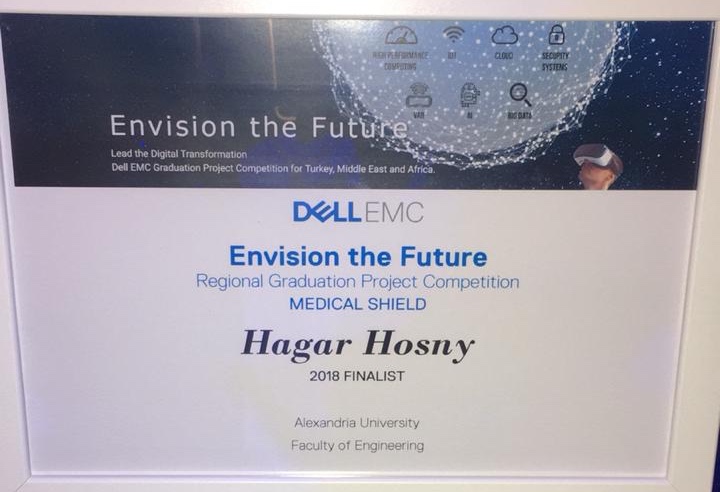 HIGH PERFORMANCE COMPUTING
IOT
CLOUD
SECURITY SYSTEMS
VAR
AI
BIG DATA
Envision the Future
Lead the Digital Transformation
Dell EMC Graduation Project Competition for Turkey, Middle East and Africa.
DELL EMC
Envision the Future
Regional Graduation Project Competition
MEDICAL SHIELD
Hagar Hosny
2018 FINALIST
Alexandria University
Faculty of Engineering